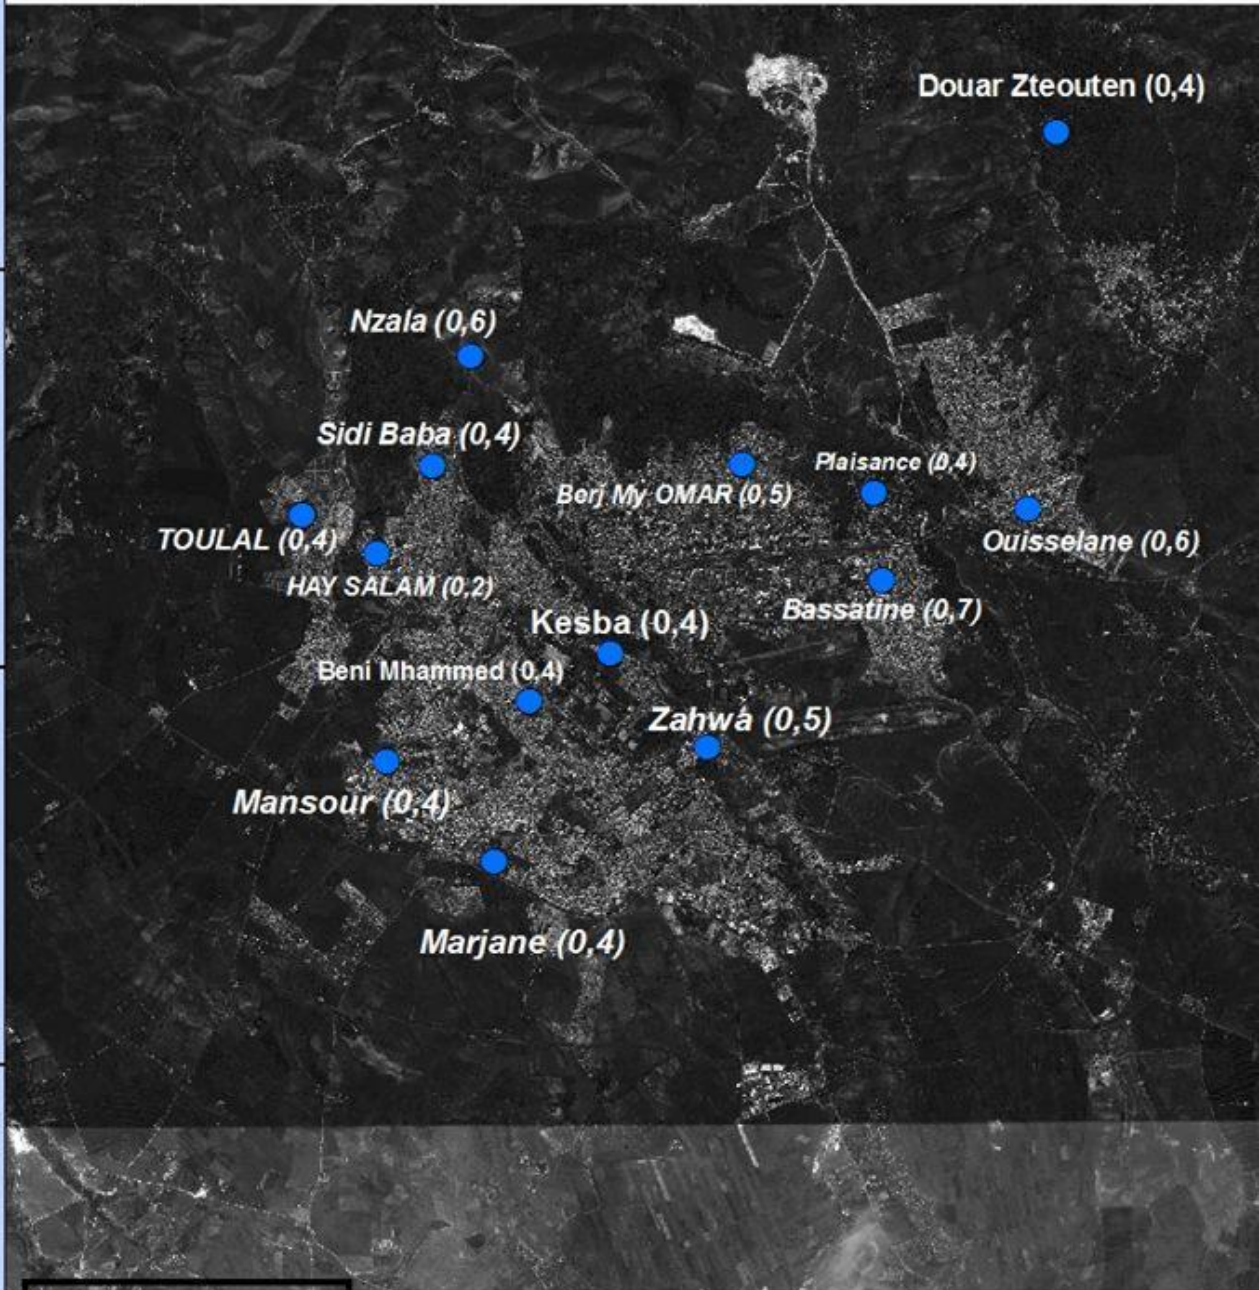 Douar Zteouten (0,4)
Nzala (0,6)
Sidi Baba (0,4)
Plaisance (0,4)
Berj My OMAR (0,5)
TOULAL (0,4)
Ouisselane (0,6)
HAY SALAM (0,2)
Bassatine (0,7)
Kesba (0,4)
Beni Mhammed (0,4)
Zahwa (0,5)
Mansour (0,4)
Marjane (0,4)